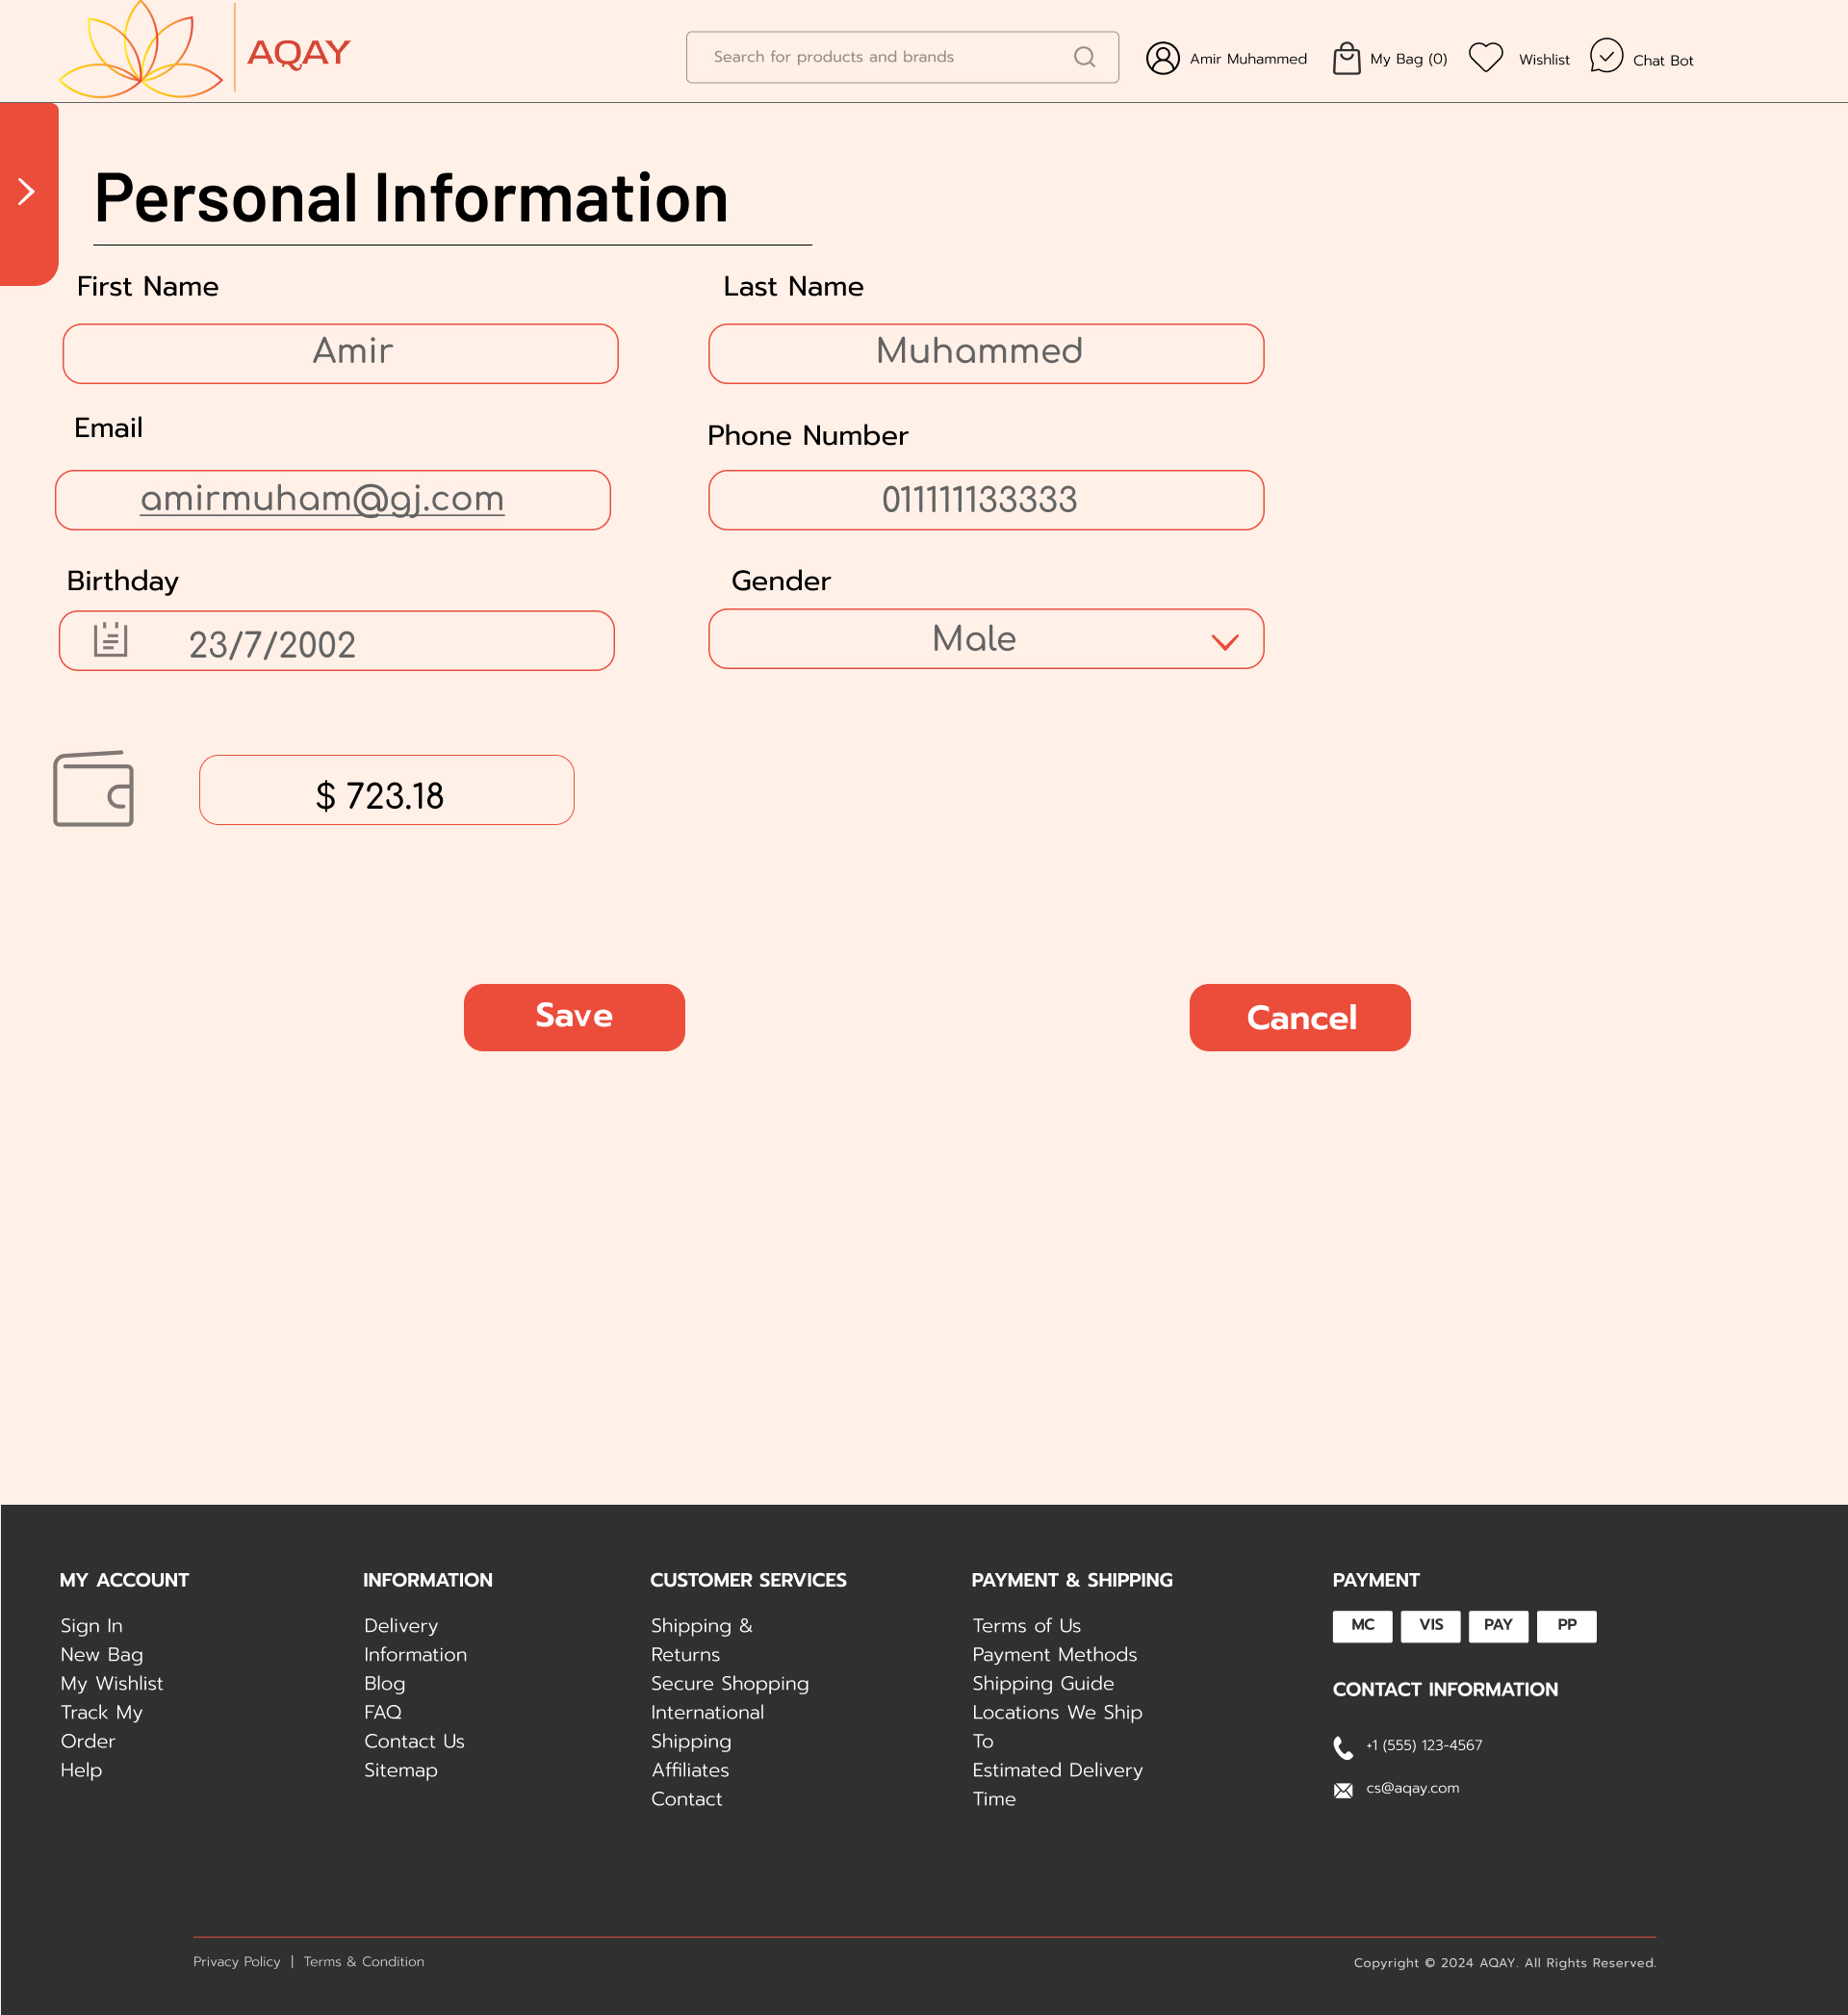 AQAY
Search for products and brands
Amir Muhammed
My Bag (0)
Wishlist
Chat Bot
Personal Information
First Name
Last Name
Amir
Muhammed
Email
Phone Number
amirmuham@gj.com
011111133333
Birthday
Gender
23/7/2002
Male
$ 723.18
Save
Cancel
MY ACCOUNT
Sign In
New Bag
My Wishlist
Track My
Order
Help
INFORMATION
Delivery
Information
Blog
FAQ
Contact Us
Sitemap
CUSTOMER SERVICES
Shipping &
Returns
Secure Shopping
International
Shipping
Affiliates
Contact
PAYMENT & SHIPPING
Terms of Us
Payment Methods
Shipping Guide
Locations We Ship
To
Estimated Delivery
Time
PAYMENT
MC VIS PAY PP
CONTACT INFORMATION
+1 (555) 123-4567
cs@aqay.com
Privacy Policy | Terms & Condition
Copyright © 2024 AQAY. All Rights Reserved.